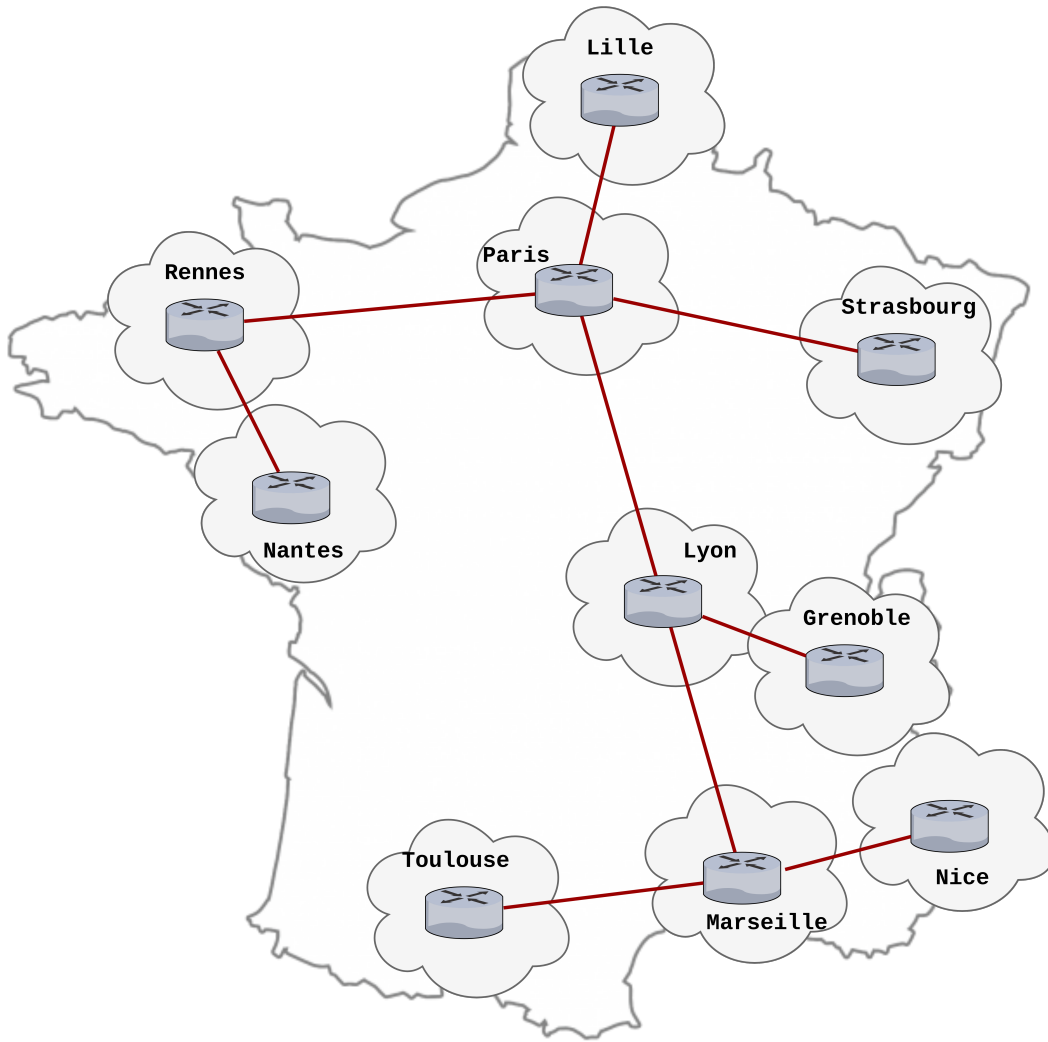 Lille
Paris
Rennes
Strasbourg
Nantes
Lyon
Grenoble
Toulouse
Nice
Marseille